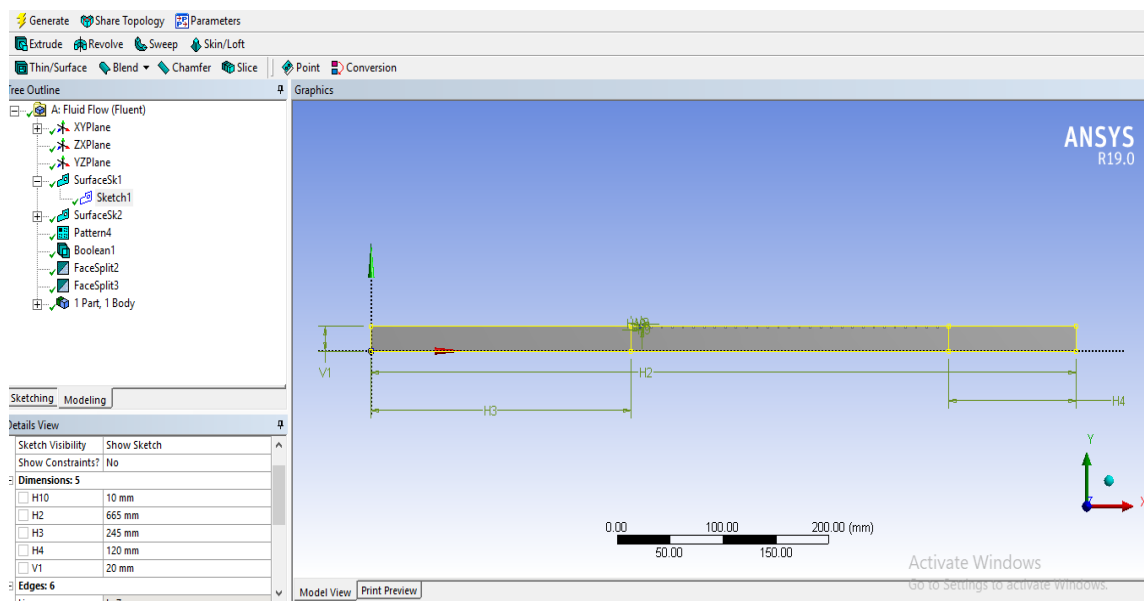 Generate Share Topology Parameters
Extrude Revolve Sweep Skin/Loft
Thin/Surface Blend Chamfer Slice Point Conversion
Tree Outline
Graphics
A: Fluid Flow (Fluent)
XYPlane
ZXPlane
YZPlane
SurfaceSk1
Sketch1
SurfaceSk2
Pattern4
Boolean1
FaceSplit2
FaceSplit3
1 Part, 1 Body
Sketching Modeling
Details View
Sketch Visibility Show Sketch
Show Constraints? No
Dimensions: 5
H10 10 mm
H2 665 mm
H3 245 mm
H4 120 mm
V1 20 mm
Edges: 6
ANSYS
R19.0
V1
H2
H3
H4
Y
X
0.00 100.00 200.00 (mm)
50.00 150.00
Activate Windows
Go to Settings to activate Windows.
Model View Print Preview